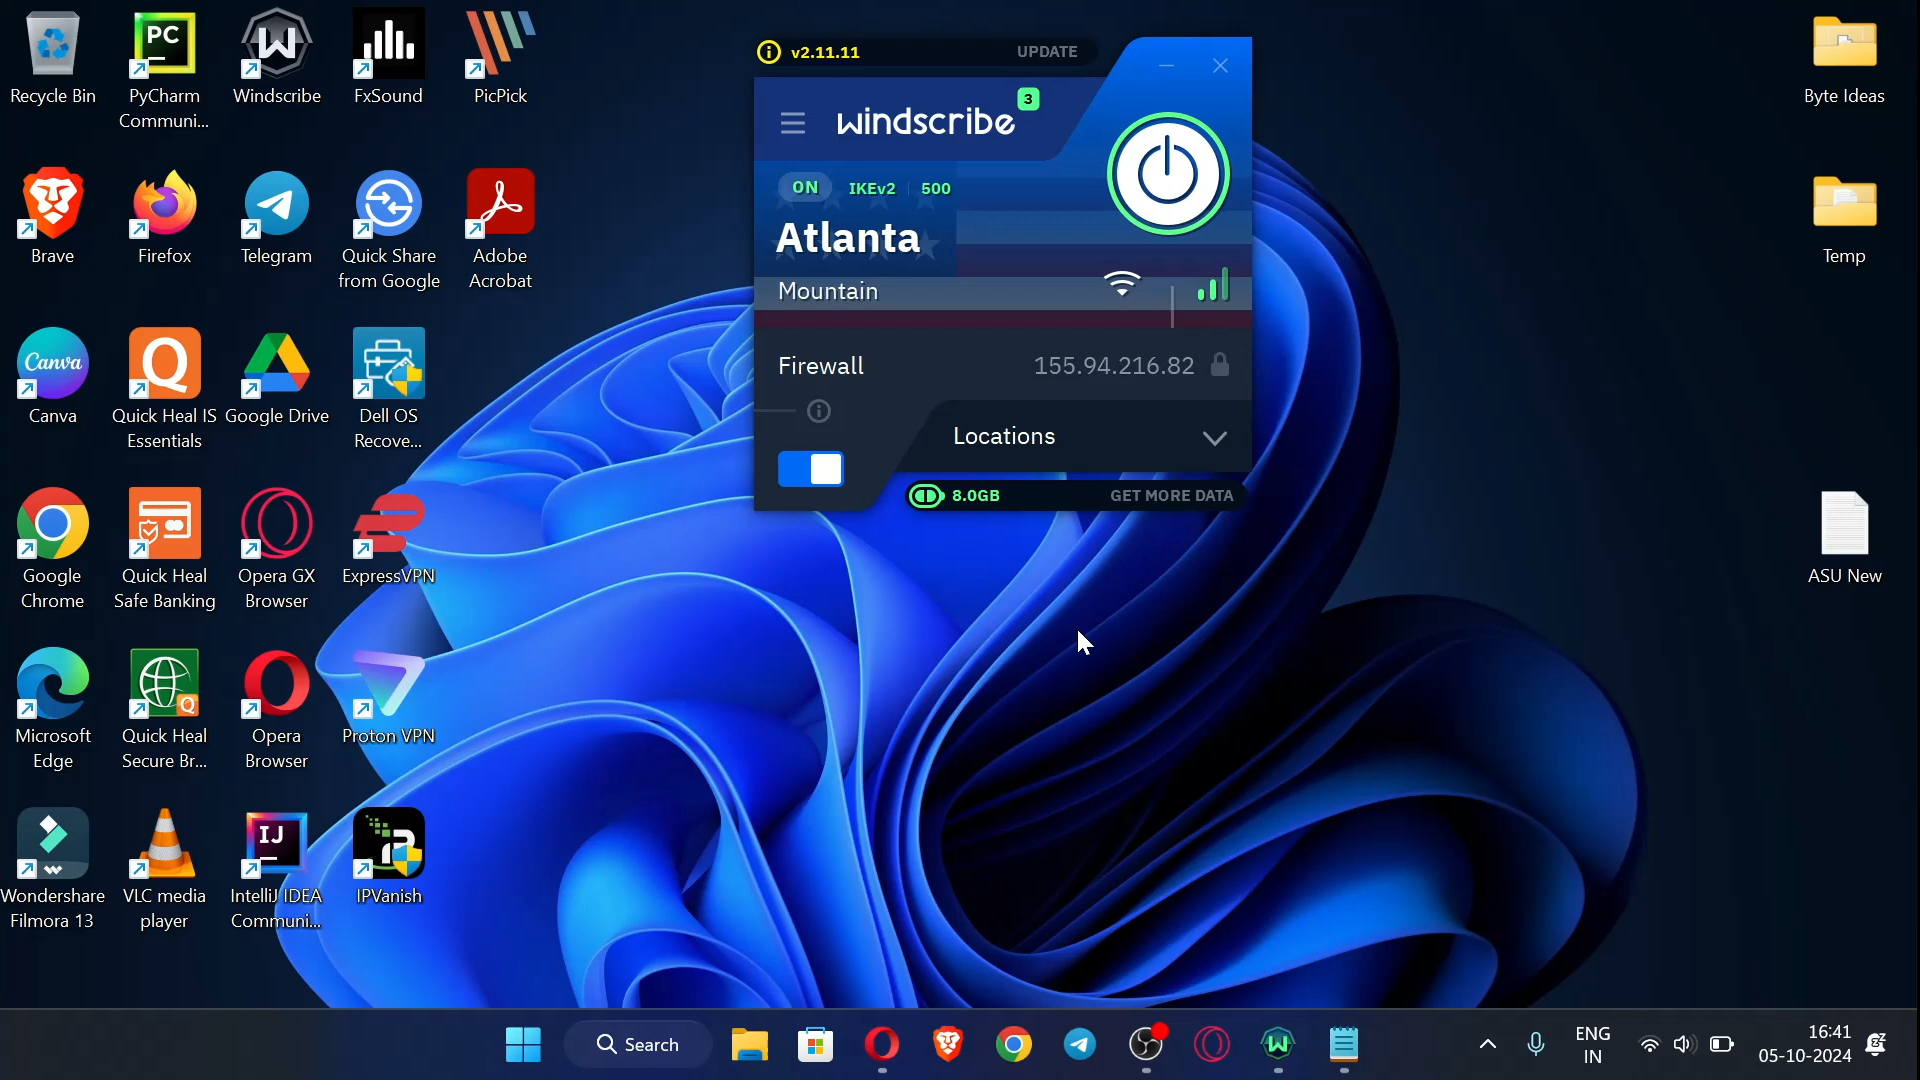 Recycle Bin
PC
PyCharm
Communi...
Windscribe
FxSound
PicPick
Brave
Firefox
Telegram
Quick Share
from Google
Adobe
Acrobat
Canva
Canva
Quick Heal IS
Essentials
Google Drive
Dell OS
Recove...
Google
Chrome
Quick Heal
Safe Banking
Opera GX
Browser
ExpressVPN
Microsoft
Edge
Quick Heal
Secure Br...
Opera
Browser
Proton VPN
Wondershare
Filmora 13
VLC media
player
IJ
IntelliJ IDEA
Communi...
IPVanish
v2.11.11
UPDATE
windscribe
3
ON
IKEv2
500
Atlanta
Mountain
Firewall
155.94.216.82
Locations
8.0GB
GET MORE DATA
Byte Ideas
Temp
ASU New
Search
ENG
IN
16:41
05-10-2024